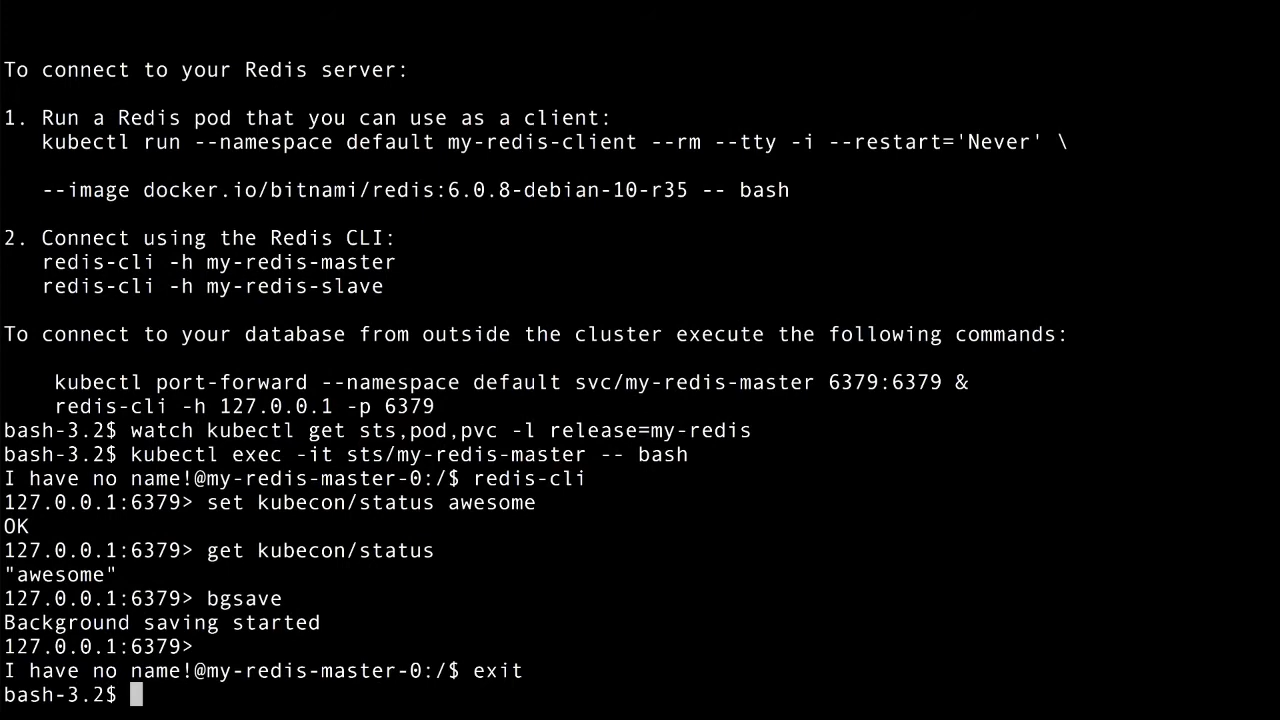 To connect to your Redis server:
1. Run a Redis pod that you can use as a client:
kubectl run --namespace default my-redis-client --rm --tty -i --restart='Never' \
--image docker.io/bitnami/redis:6.0.8-debian-10-r35 -- bash
2. Connect using the Redis CLI:
redis-cli -h my-redis-master
redis-cli -h my-redis-slave
To connect to your database from outside the cluster execute the following commands:
kubectl port-forward --namespace default svc/my-redis-master 6379:6379 &
redis-cli -h 127.0.0.1 -p 6379
bash-3.2$ watch kubectl get sts,pod,pvc -l release=my-redis
bash-3.2$ kubectl exec -it sts/my-redis-master -- bash
I have no name!@my-redis-master-0:/$ redis-cli
127.0.0.1:6379> set kubecon/status awesome
OK
127.0.0.1:6379> get kubecon/status
"awesome"
127.0.0.1:6379> bgsave
Background saving started
127.0.0.1:6379>
I have no name!@my-redis-master-0:/$ exit
bash-3.2$